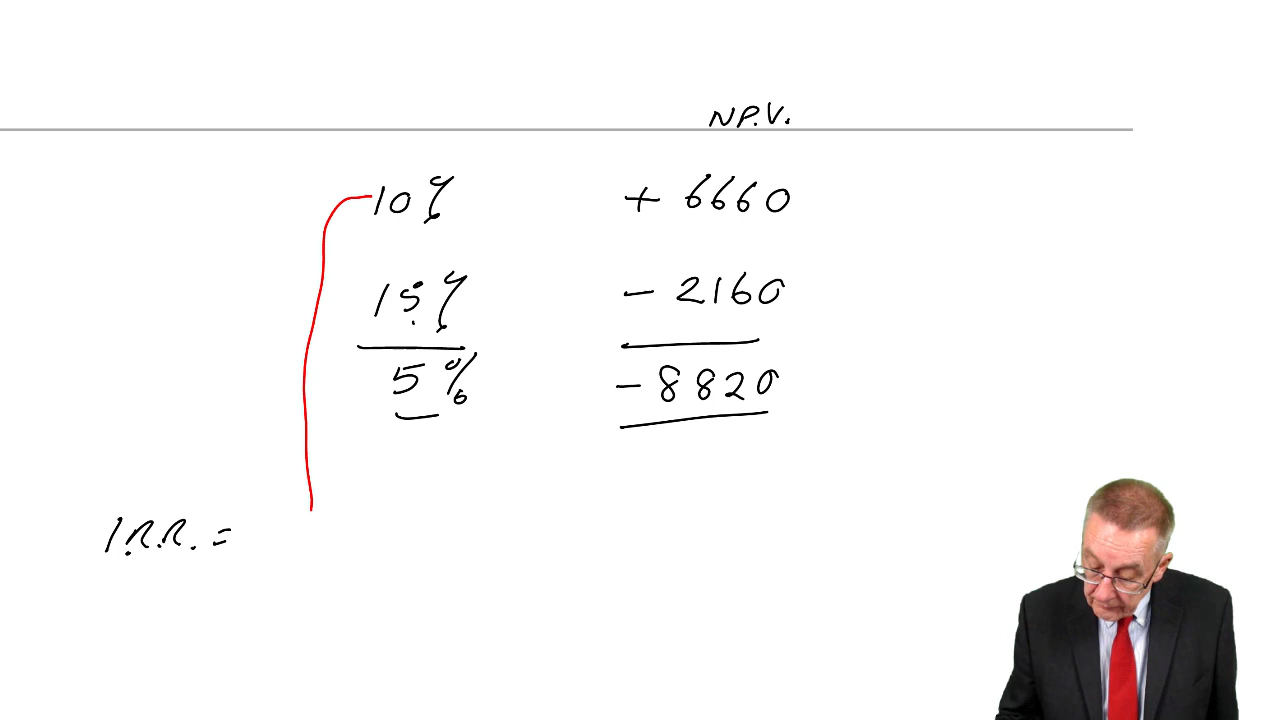 N.P.V.
10% + 6660
15% - 2160
5% - 8820
I.R.R. =